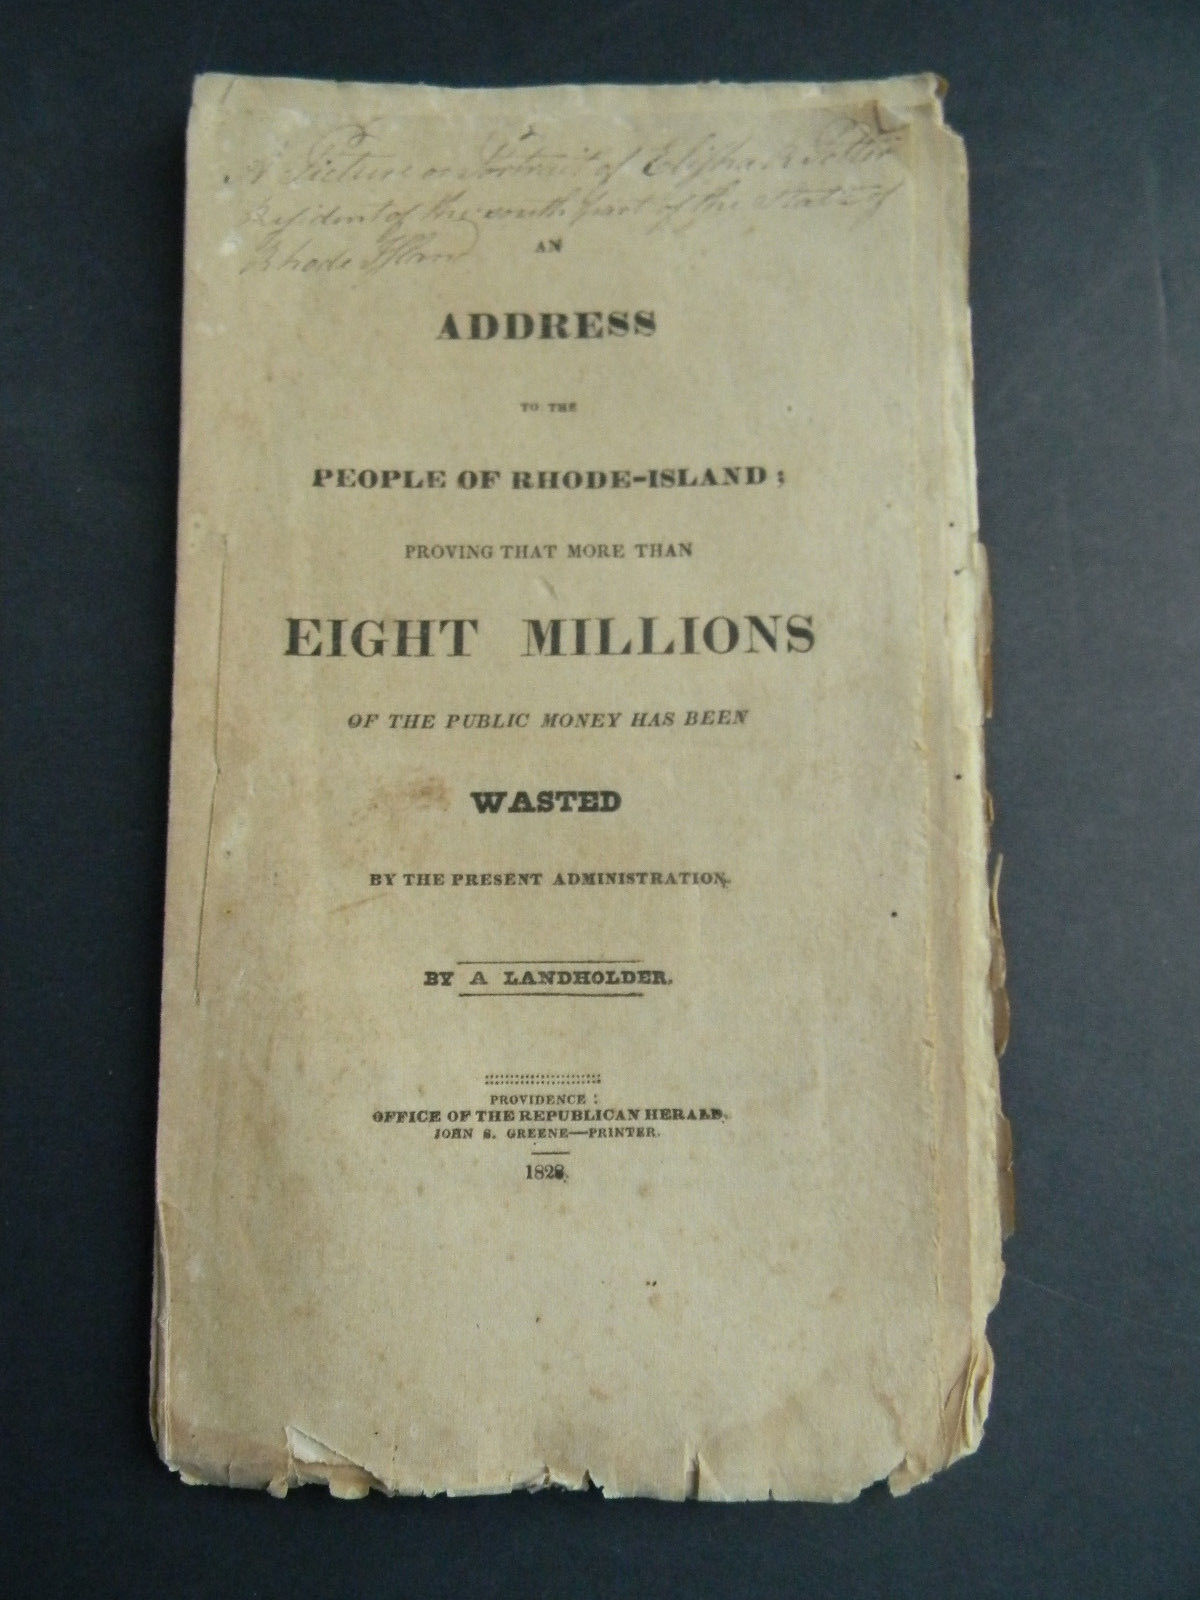 A Picture or Portrait of Elisha R Potter
Resident of the south part of the State of
Rhode Island
AN
ADDRESS
TO THE
PEOPLE OF RHODE-ISLAND;
PROVING THAT MORE THAN
EIGHT MILLIONS
OF THE PUBLIC MONEY HAS BEEN
WASTED
BY THE PRESENT ADMINISTRATION.
BY A LANDHOLDER.
PROVIDENCE:
OFFICE OF THE REPUBLICAN HERALD.
JOHN S. GREENE—PRINTER.
1828.